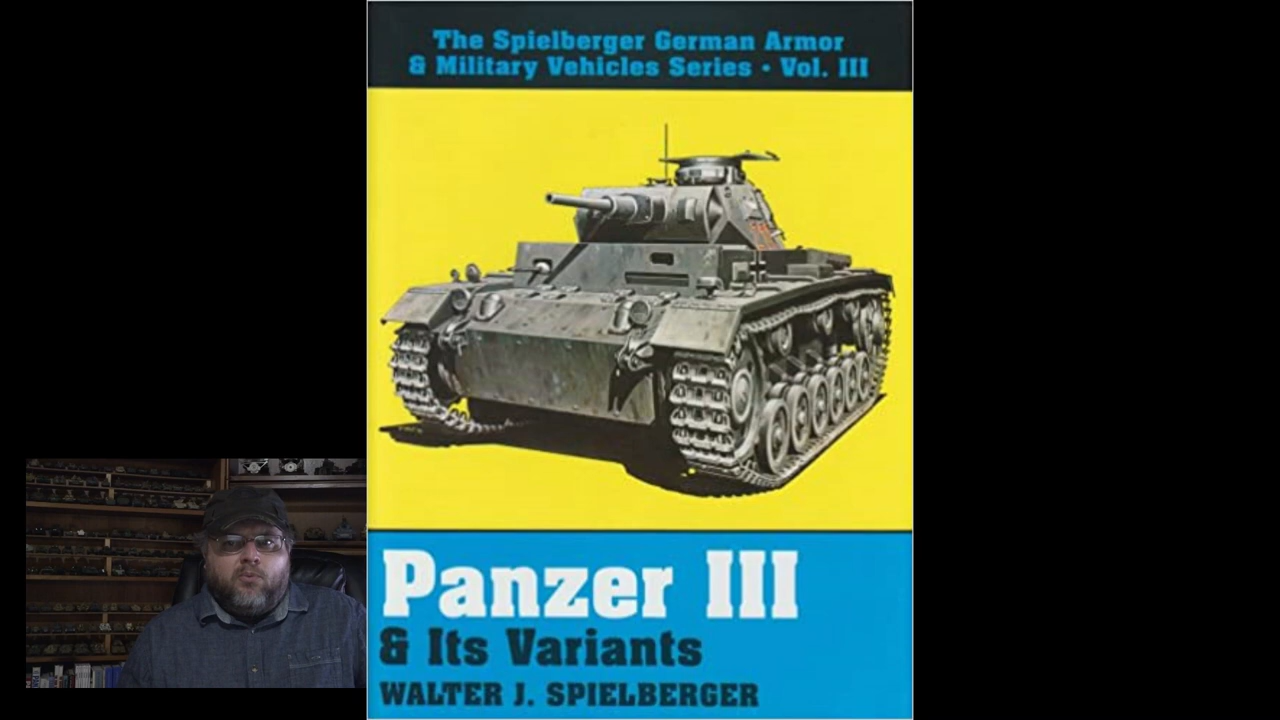 The Spielberger German Armor
& Military Vehicles Series • Vol. III
Panzer III
& Its Variants
WALTER J. SPIELBERGER